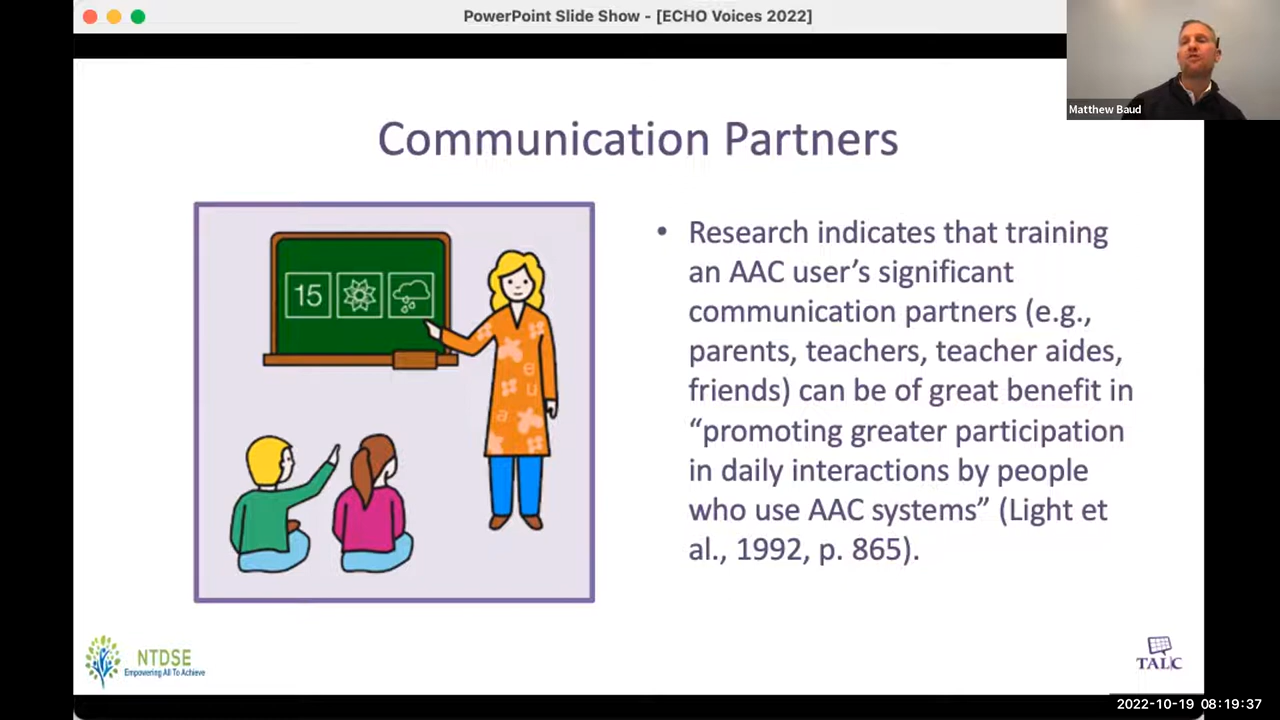 PowerPoint Slide Show - [ECHO Voices 2022]
Matthew Baud
Communication Partners
15
e
u
a
• Research indicates that training
an AAC user’s significant
communication partners (e.g.,
parents, teachers, teacher aides,
friends) can be of great benefit in
“promoting greater participation
in daily interactions by people
who use AAC systems” (Light et
al., 1992, p. 865).
NTDSE
Empowering All To Achieve
TALC
2022-10-19 08:19:37